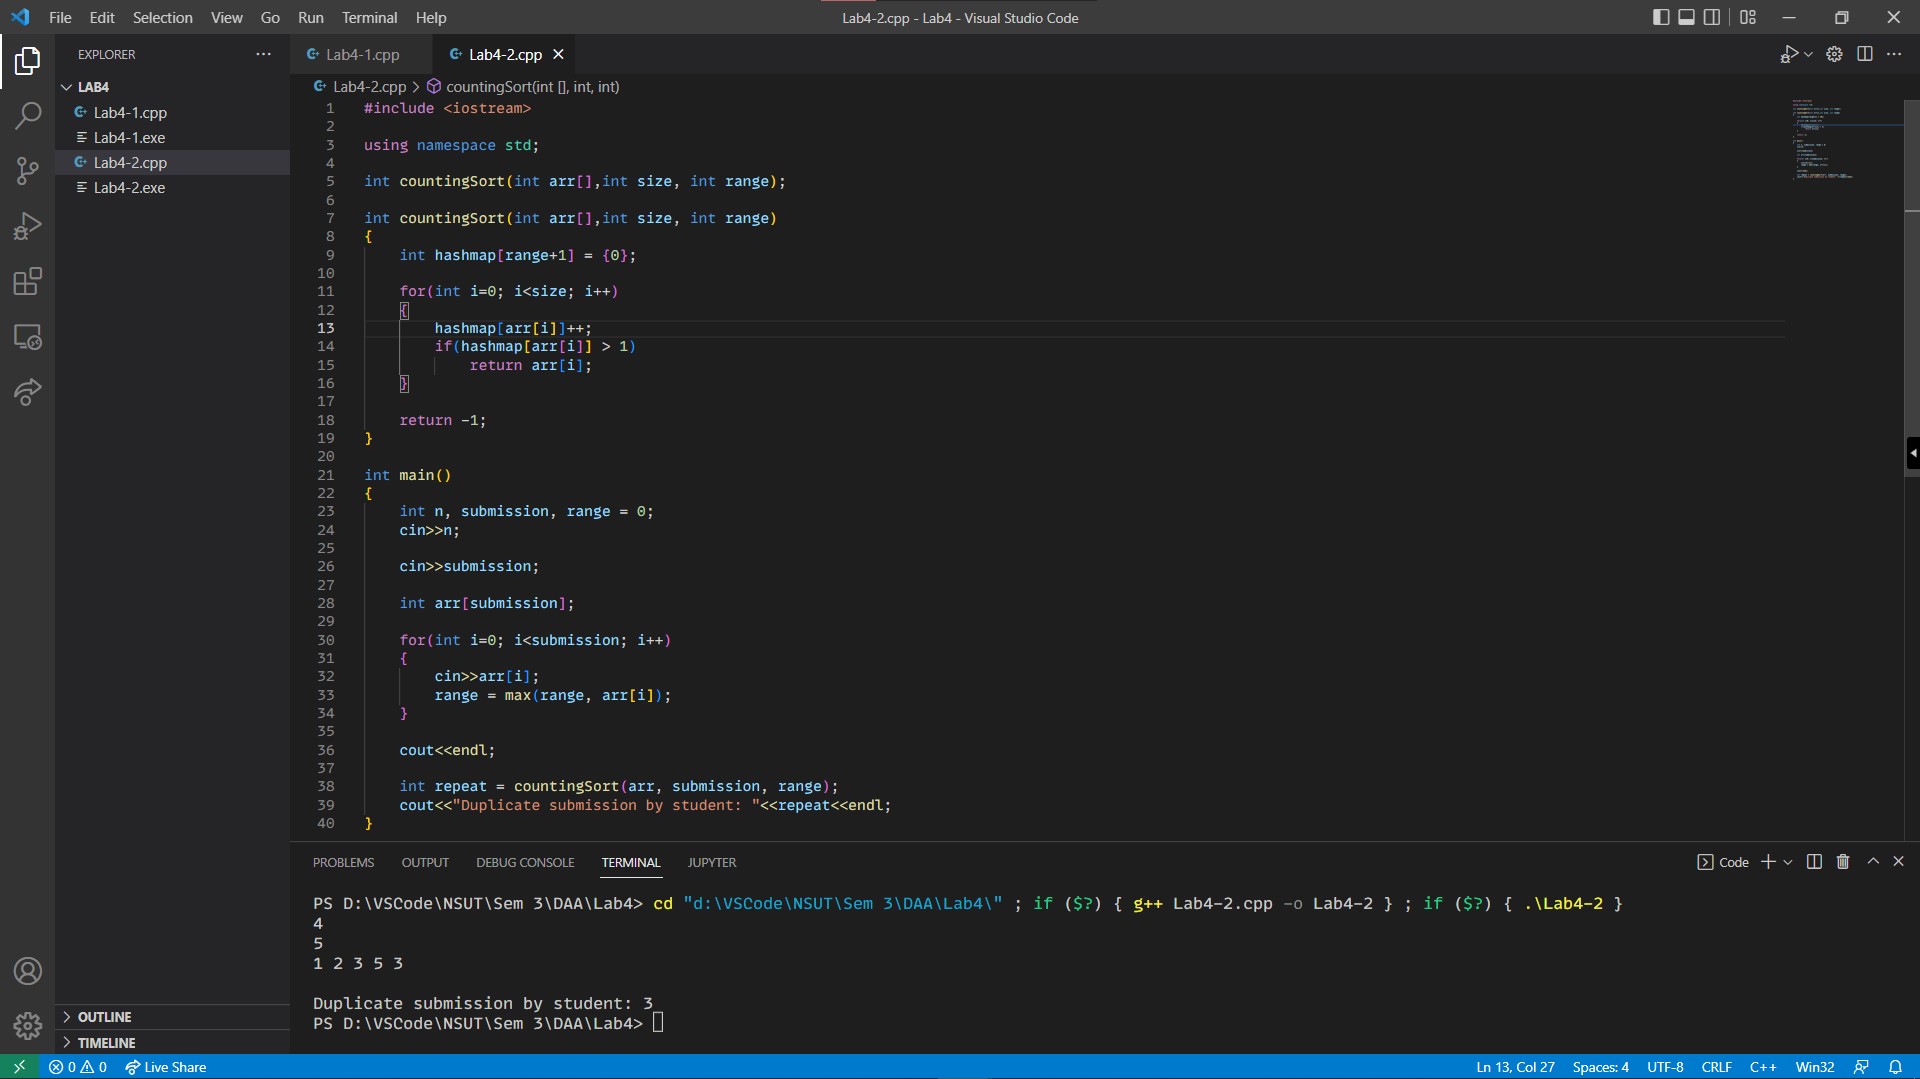 File Edit Selection View Go Run Terminal Help
Lab4-2.cpp - Lab4 - Visual Studio Code
EXPLORER
LAB4
Lab4-1.cpp
Lab4-1.exe
Lab4-2.cpp
Lab4-2.exe
OUTLINE
TIMELINE
Lab4-1.cpp
Lab4-2.cpp
Lab4-2.cpp > countingSort(int [], int, int)
1 #include <iostream>
2
3 using namespace std;
4
5 int countingSort(int arr[],int size, int range);
6
7 int countingSort(int arr[],int size, int range)
8 {
9     int hashmap[range+1] = {0};
10
11     for(int i=0; i<size; i++)
12     {
13         hashmap[arr[i]]++;
14         if(hashmap[arr[i]] > 1)
15             return arr[i];
16     }
17
18     return -1;
19 }
20
21 int main()
22 {
23     int n, submission, range = 0;
24     cin>>n;
25
26     cin>>submission;
27
28     int arr[submission];
29
30     for(int i=0; i<submission; i++)
31     {
32         cin>>arr[i];
33         range = max(range, arr[i]);
34     }
35
36     cout<<endl;
37
38     int repeat = countingSort(arr, submission, range);
39     cout<<"Duplicate submission by student: "<<repeat<<endl;
40 }
PROBLEMS OUTPUT DEBUG CONSOLE TERMINAL JUPYTER
Code
PS D:\VSCode\NSUT\Sem 3\DAA\Lab4> cd "d:\VSCode\NSUT\Sem 3\DAA\Lab4\" ; if ($?) { g++ Lab4-2.cpp -o Lab4-2 } ; if ($?) { .\Lab4-2 }
4
5
1 2 3 5 3
Duplicate submission by student: 3
PS D:\VSCode\NSUT\Sem 3\DAA\Lab4>
0 0 Live Share
Ln 13, Col 27 Spaces: 4 UTF-8 CRLF C++ Win32